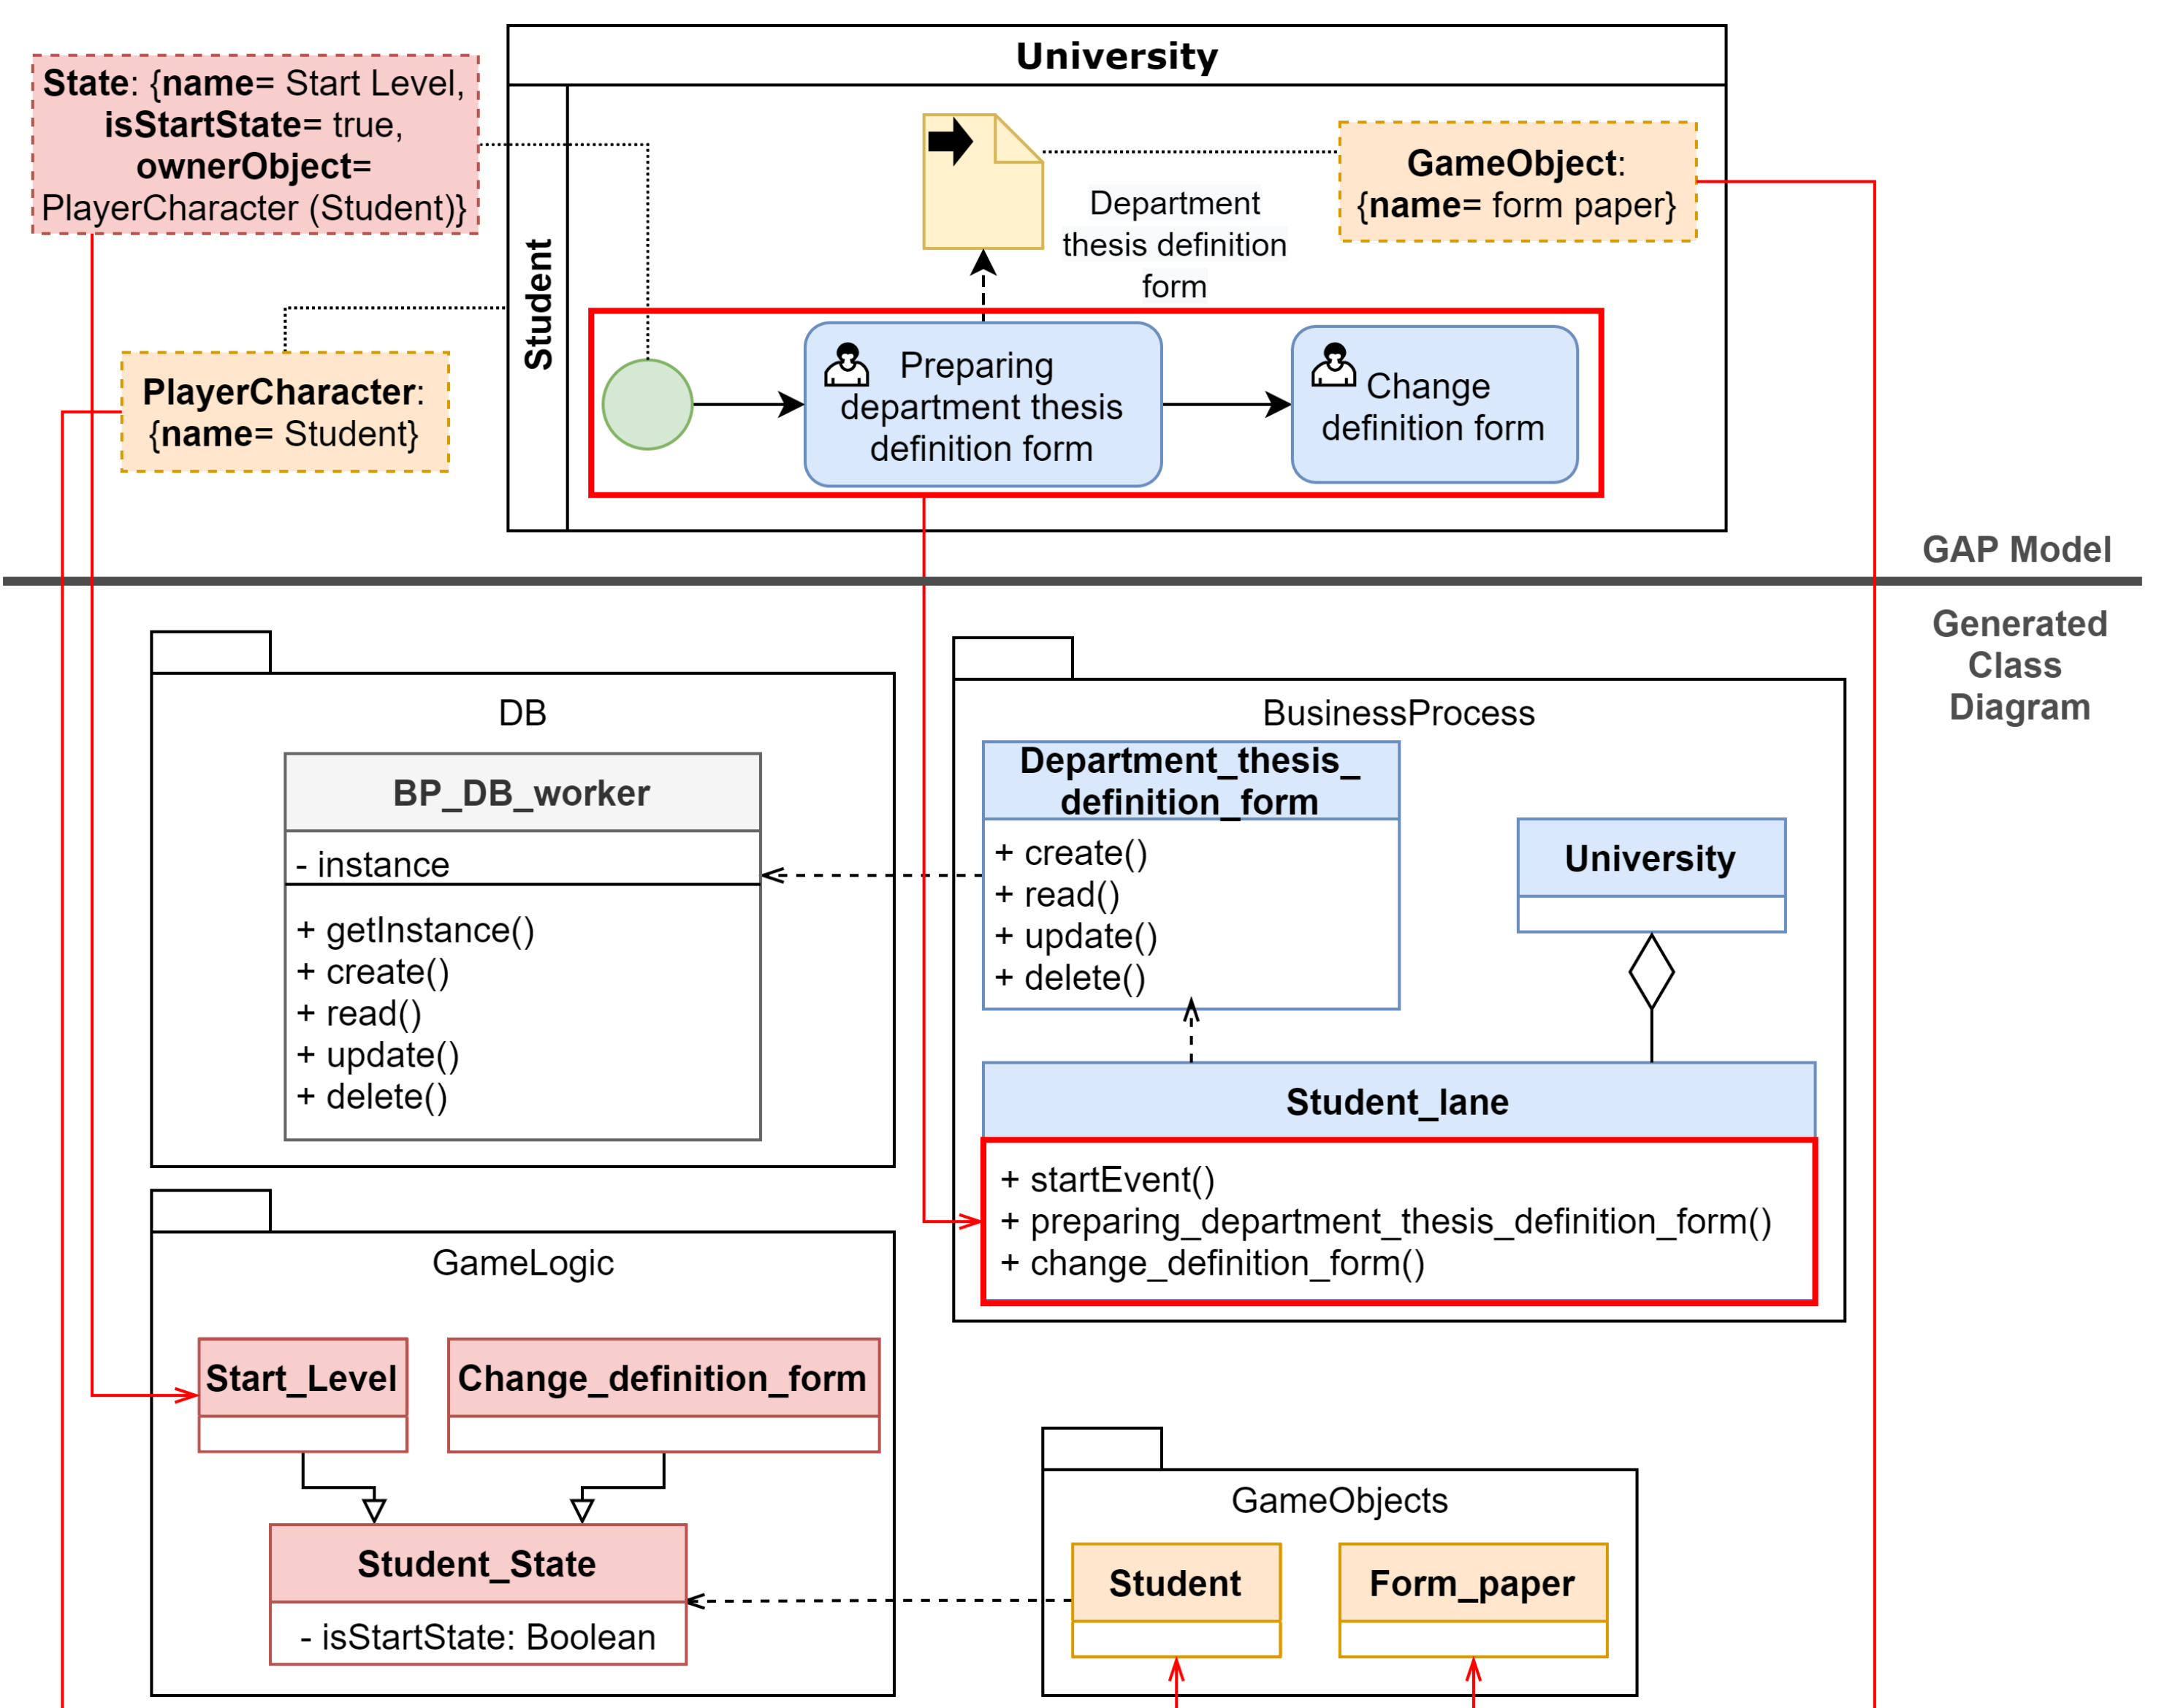 University
State: {name= Start Level,
isStartState= true,
ownerObject=
PlayerCharacter (Student)}
GameObject:
{name= form paper}
Department
thesis definition
form
Student
PlayerCharacter:
{name= Student}
Preparing
department thesis
definition form
Change
definition form
GAP Model
Generated
Class
Diagram
DB
BP_DB_worker
- instance
+ getInstance()
+ create()
+ read()
+ update()
+ delete()
BusinessProcess
Department_thesis_
definition_form
+ create()
+ read()
+ update()
+ delete()
University
Student_lane
+ startEvent()
+ preparing_department_thesis_definition_form()
+ change_definition_form()
GameLogic
Start_Level
Change_definition_form
Student_State
- isStartState: Boolean
GameObjects
Student
Form_paper